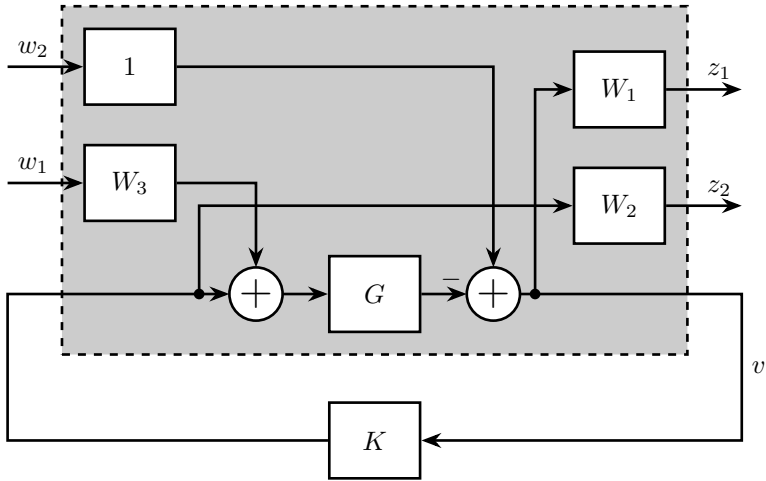 w₂
1
W₁
z₁
w₁
W₃
W₂
z₂
+
G
−
+
v
K